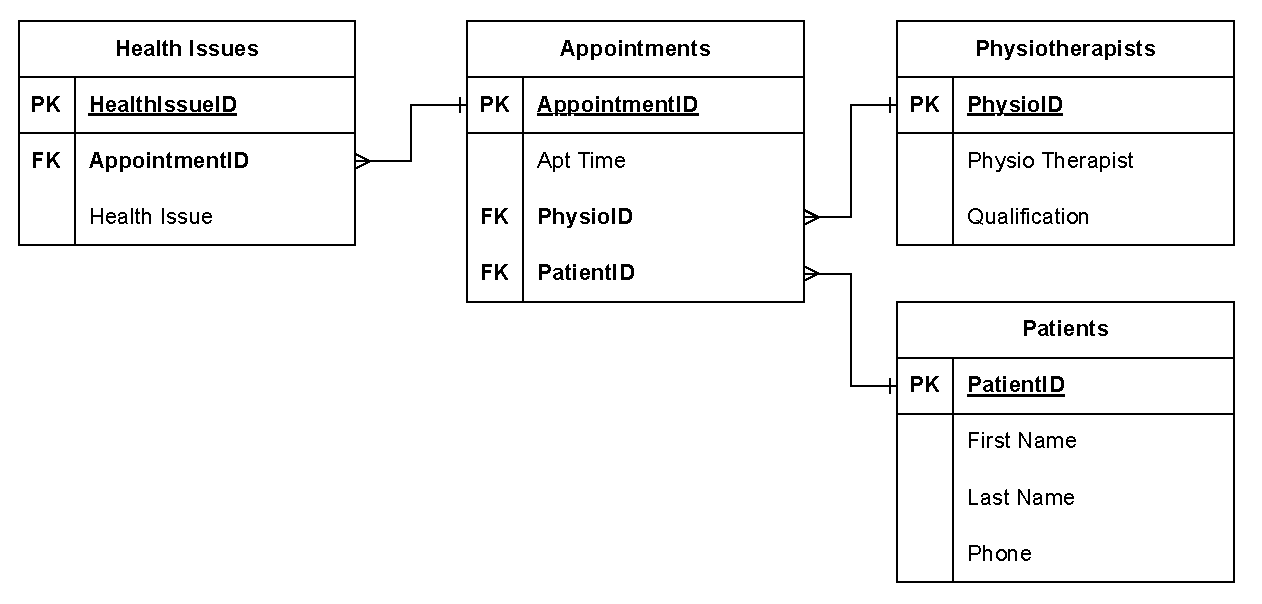 Health Issues
PK HealthIssueID
FK AppointmentID
Health Issue
Appointments
PK AppointmentID
Apt Time
FK PhysioID
FK PatientID
Physiotherapists
PK PhysioID
Physio Therapist
Qualification
Patients
PK PatientID
First Name
Last Name
Phone